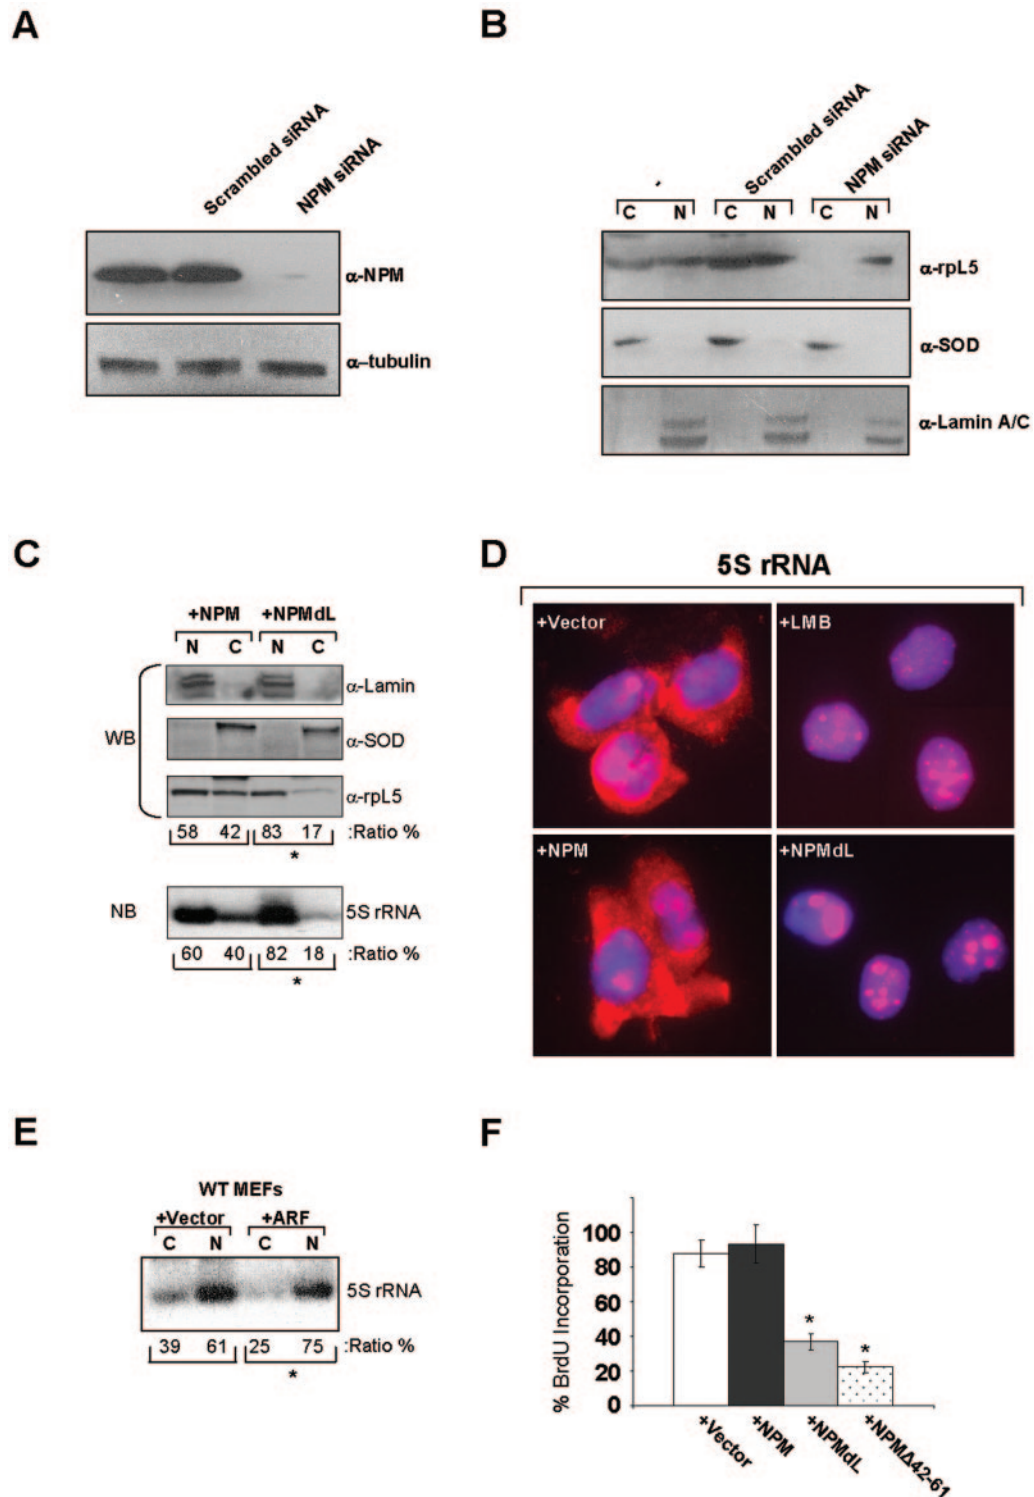 A
Scrambled siRNA
NPM siRNA
α-NPM
α–tubulin
B
-
Scrambled siRNA
NPM siRNA
C N C N C N
α-rpL5
α-SOD
α-Lamin A/C
C
+NPM +NPMdL
N C N C
WB
α-Lamin
α-SOD
α-rpL5
58 42 83 17 :Ratio %
*
NB
5S rRNA
60 40 82 18 :Ratio %
*
D
5S rRNA
+Vector
+LMB
+NPM
+NPMdL
E
WT MEFs
+Vector +ARF
C N C N
5S rRNA
39 61 25 75 :Ratio %
*
F
% BrdU Incorporation
100
80
60
40
20
0
*
*
+Vector
+NPM
+NPMdL
+NPMΔ42-61